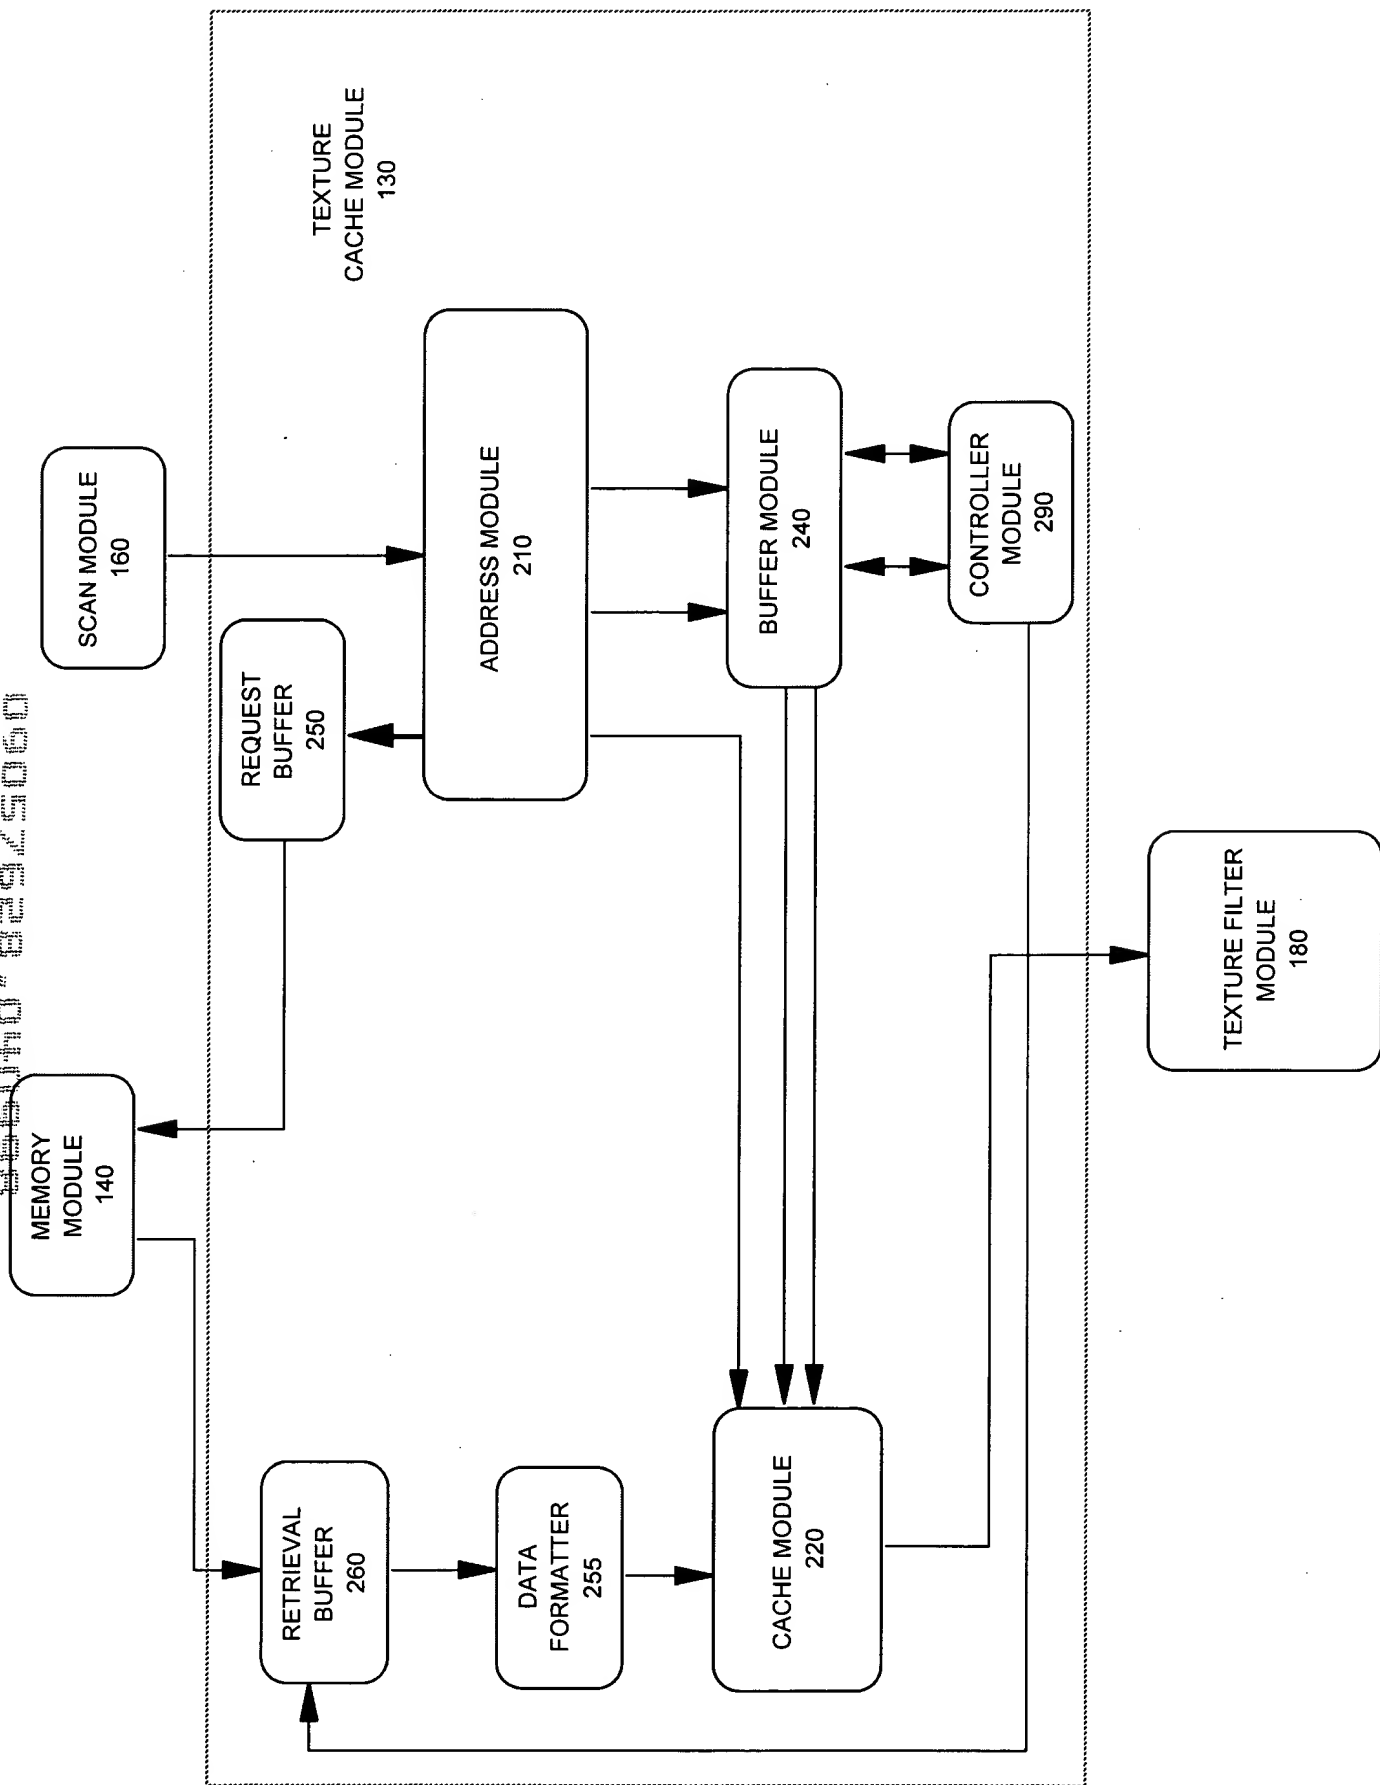 TEXTURE
CACHE MODULE
130
SCAN MODULE
160
REQUEST
BUFFER
250
ADDRESS MODULE
210
BUFFER MODULE
240
CONTROLLER
MODULE
290
MEMORY
MODULE
140
TEXTURE FILTER
MODULE
180
RETRIEVAL
BUFFER
260
DATA
FORMATTER
255
CACHE MODULE
220